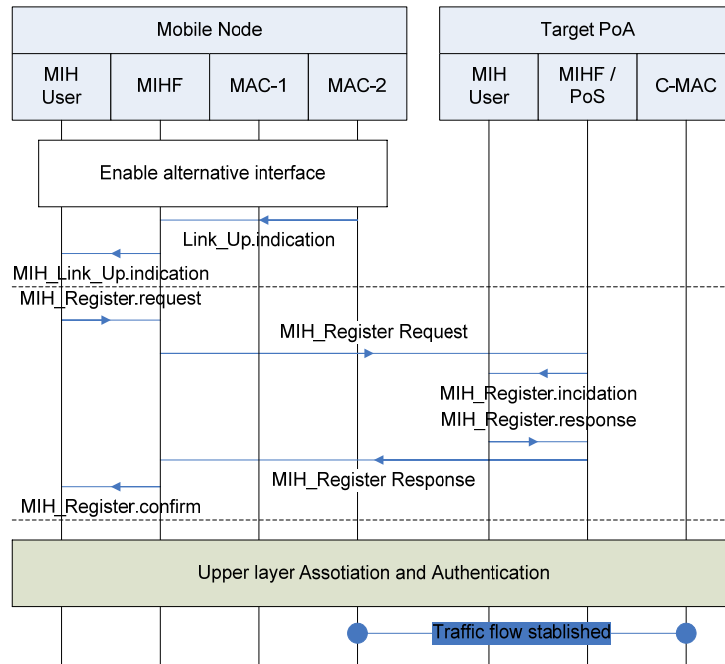 Mobile Node
Target PoA
MIH
User
MIHF
MAC-1
MAC-2
MIH
User
MIHF /
PoS
C-MAC
Enable alternative interface
Link_Up.indication
MIH_Link_Up.indication
MIH_Register.request
MIH_Register Request
MIH_Register.incidation
MIH_Register.response
MIH_Register Response
MIH_Register.confirm
Upper layer Assotiation and Authentication
Traffic flow stablished